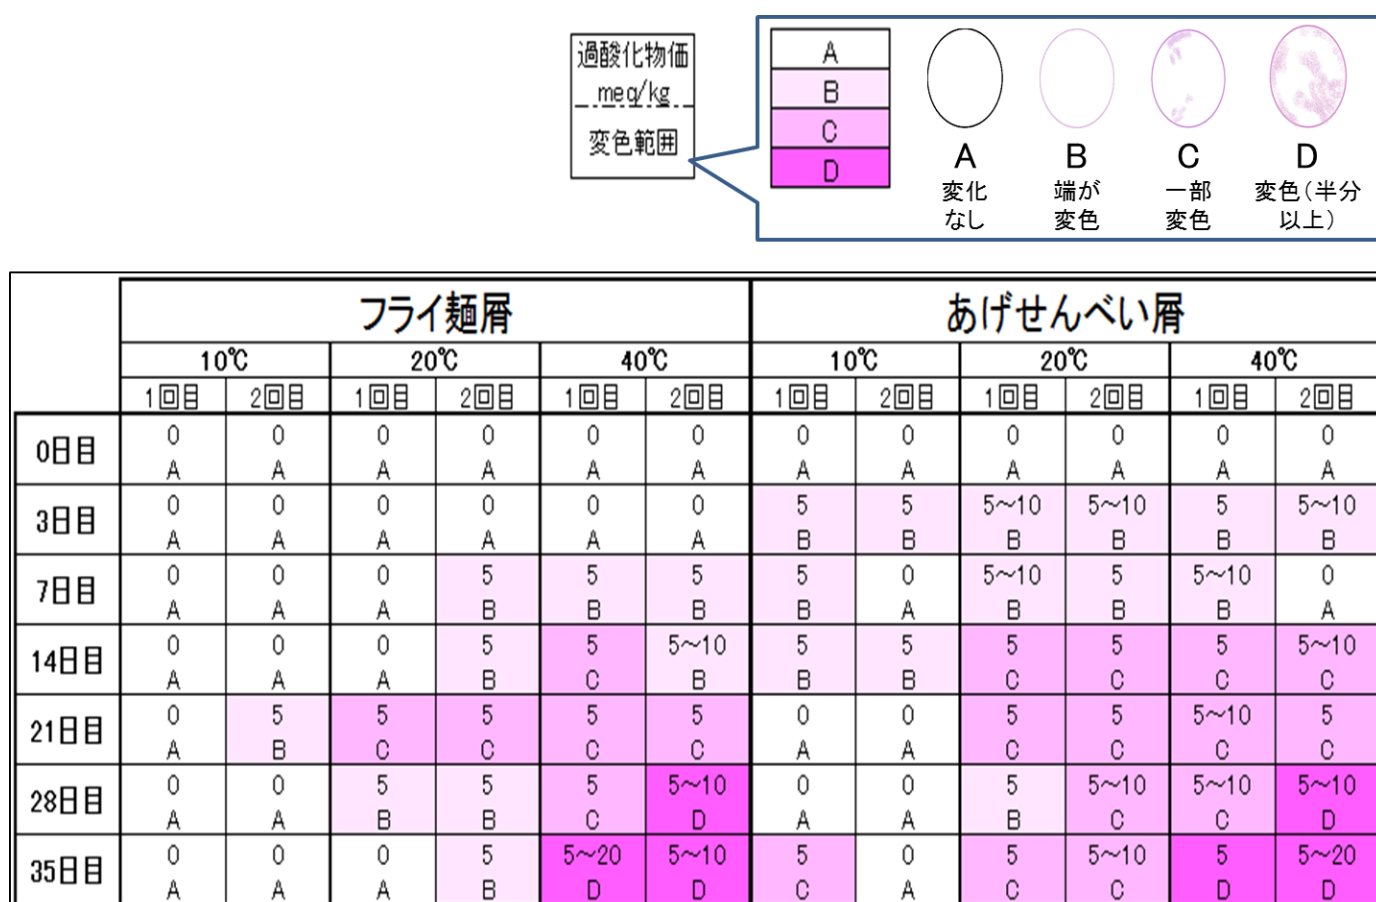 過酸化物価
meq/kg
変色範囲
A
B
C
D
A
変化
なし
B
端が
変色
C
一部
変色
D
変色(半分
以上)
フライ麺屑 あげせんべい屑
10℃ 20℃ 40℃ 10℃ 20℃ 40℃
1回目 2回目 1回目 2回目 1回目 2回目 1回目 2回目 1回目 2回目 1回目 2回目
0日目
0 0 0 0 0 0 0 0 0 0 0 0
A A A A A A A A A A A A
3日目
0 0 0 0 0 0 5 5 5~10 5~10 5 5~10
A A A A A A B B B B B B
7日目
0 0 0 5 5 5 5 0 5~10 5 5~10 0
A A A B B B B A B B B A
14日目
0 0 0 5 5 5~10 5 5 5 5 5 5~10
A A A B C B B B C C C C
21日目
0 5 5 5 5 5 0 0 5 5 5~10 5
A B C C C C A A C C C C
28日目
0 0 5 5 5 5~10 0 0 5 5~10 5~10 5~10
A A B B C D A A B C C D
35日目
0 0 0 5 5~20 5~10 5 0 5 5~10 5 5~20
A A A B D D C A C C D D